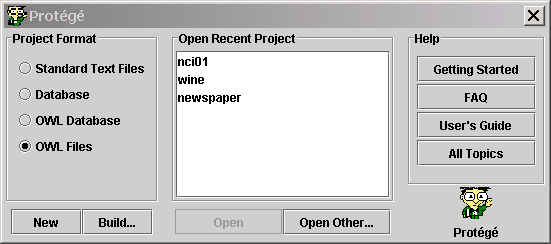 Protégé
Project Format
Standard Text Files
Database
OWL Database
OWL Files
New
Build...
Open Recent Project
nci01
wine
newspaper
Open
Open Other...
Help
Getting Started
FAQ
User's Guide
All Topics
Protégé